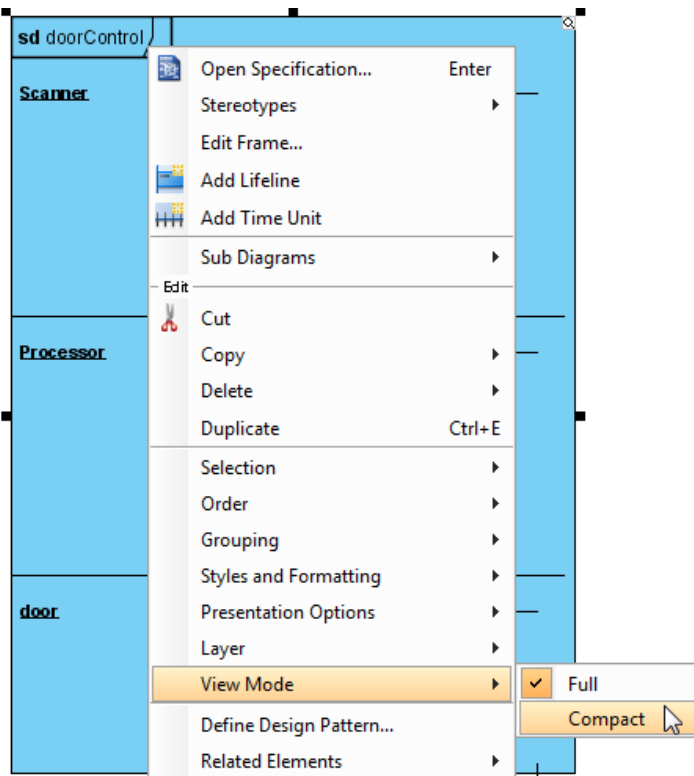 sd doorControl
Scanner
Processor
door
Open Specification... Enter
Stereotypes
Edit Frame...
Add Lifeline
Add Time Unit
Sub Diagrams
Edit
Cut
Copy
Delete
Duplicate Ctrl+E
Selection
Order
Grouping
Styles and Formatting
Presentation Options
Layer
View Mode
Define Design Pattern...
Related Elements
Full
Compact